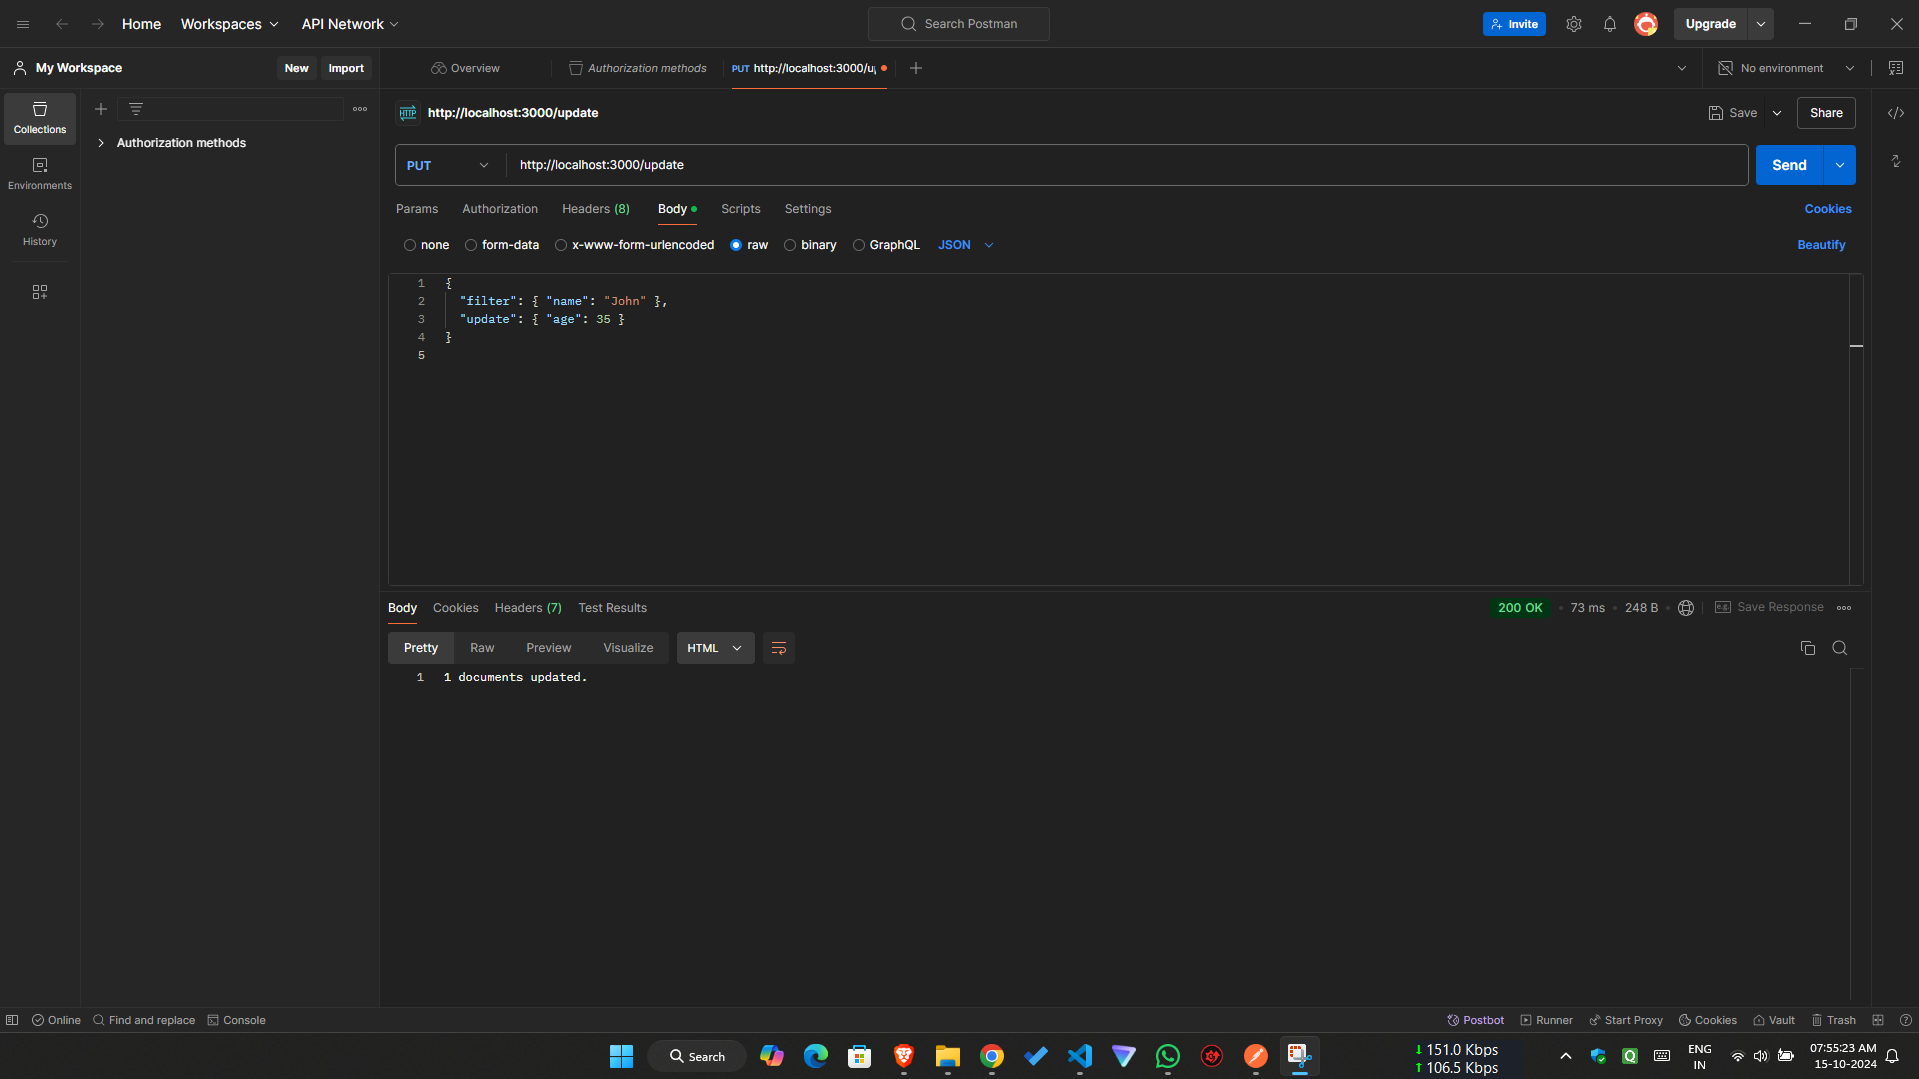 Home Workspaces API Network Search Postman Invite Upgrade
My Workspace New Import Overview Authorization methods PUT http://localhost:3000/u No environment
Collections
Authorization methods
Environments
History
HTTP http://localhost:3000/update Save Share
PUT http://localhost:3000/update Send
Params Authorization Headers (8) Body Scripts Settings Cookies
none form-data x-www-form-urlencoded raw binary GraphQL JSON Beautify
1 {
2 "filter": { "name": "John" },
3 "update": { "age": 35 }
4 }
5
Body Cookies Headers (7) Test Results 200 OK 73 ms 248 B e.g. Save Response
Pretty Raw Preview Visualize HTML
1 1 documents updated.
Online Find and replace Console Postbot Runner Start Proxy Cookies Vault Trash
Search ↓ 151.0 Kbps ENG 07:55:23 AM
↑ 106.5 Kbps IN 15-10-2024